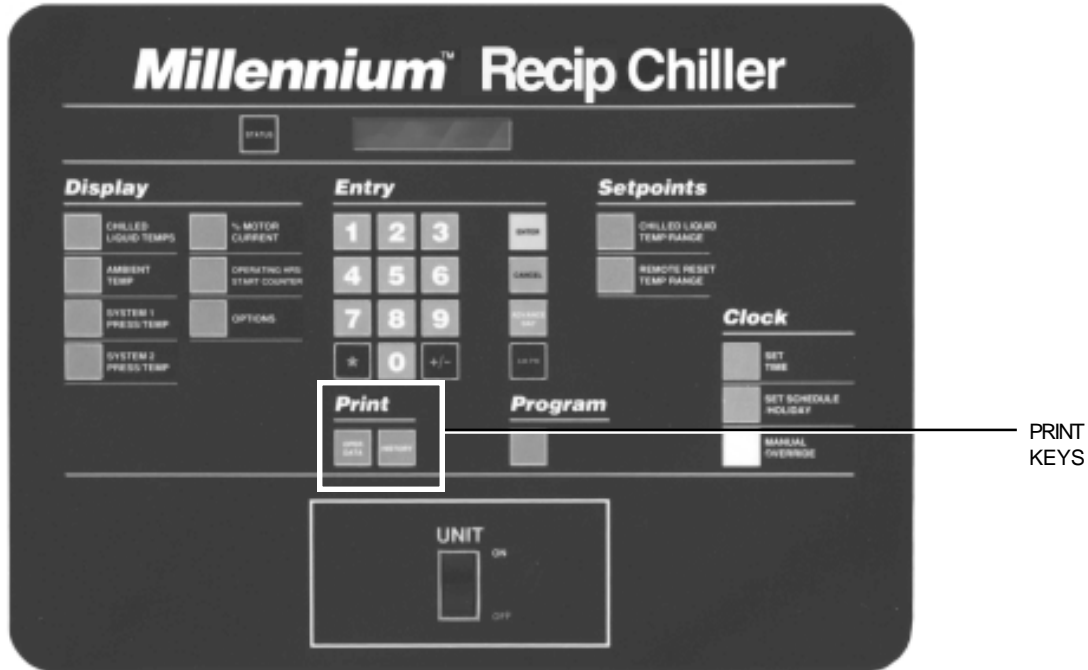 Millennium™ Recip Chiller
STATUS
Display
Entry
Setpoints
CHILLED
LIQUID TEMPS
% MOTOR
CURRENT
1 2 3
ENTER
CHILLED LIQUID
TEMP RANGE
AMBIENT
TEMP
OPERATING HRS
START COUNTER
4 5 6
CANCEL
REMOTE RESET
TEMP RANGE
SYSTEM 1
PRESS/TEMP
OPTIONS
7 8 9
ADVANCE
DAY
Clock
SYSTEM 2
PRESS/TEMP
* 0 +/-
SET
TIME
Print
Program
SET SCHEDULE
/HOLIDAY
OPER
DATA
HISTORY
MANUAL
OVERRIDE
PRINT
KEYS
UNIT
ON
OFF